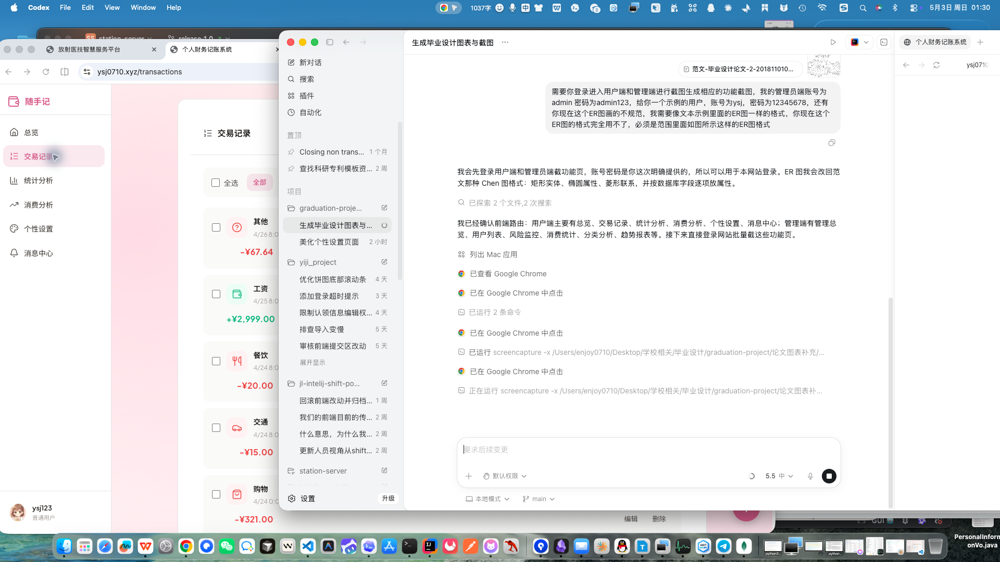 Codex File Edit View Window Help
1037字
5月3日 周日 01:30
station-server
release-1.0
放射医技智慧服务平台
个人财务记账系统
ysj0710.xyz/transactions
随手记
总览
交易记录
统计分析
消费分析
个性设置
消息中心
ysj123
普通用户
交易记录
全选
全部
其他
4/26 8:0
-¥67.64
工资
4/25 8:0
+¥2,999.00
餐饮
4/24 8:0
-¥20.00
交通
4/24 8:0
-¥15.00
购物
4/24 0:0
-¥321.00
编辑
删除
新对话
搜索
插件
自动化
置顶
Closing non trans... 1 个月
查找科研专利模板资... 2 周
项目
graduation-proje...
生成毕业设计图表与...
美化个性设置页面 2 小时
yiji_project
优化饼图底部滚动条 4 天
添加登录超时提示 3 天
限制认领信息编辑权... 4 天
排查导入变慢 5 天
审核前端提交区改动 5 天
展开显示
jl-intelij-shift-po...
回滚前端改动并归档... 1 周
我们的前端目前的传... 2 周
什么意思，为什么我... 2 周
更新人员视角从shift... 2 周
station-server
设置
升级
生成毕业设计图表与截图
范文-毕业设计论文-2-201811010...
需要你登录进入用户端和管理端进行截图生成相应的功能截图，我的管理员端账号为
admin 密码为admin123，给你一个示例的用户，账号为ysj，密码为12345678，还有
你现在这个ER图画的不规范，我需要像文本示例里面的ER图一样的格式，你现在这个
ER图的格式完全用不了，必须是范围里面如图所示这样的ER图格式
我会先登录用户端和管理员端截功能页，账号密码是你这次明确提供的，所以可以用于本网站登录。ER 图我会改回范
文那种 Chen 图格式：矩形实体、椭圆属性、菱形联系，并按数据库字段逐项放属性。
已探索 2 个文件,2 次搜索
我已经确认前端路由：用户端主要有总览、交易记录、统计分析、消费分析、个性设置、消息中心；管理端有管理总
览、用户列表、风险监控、消费统计、分类分析、趋势报表等。接下来直接登录网站批量截这些功能页。
列出 Mac 应用
已查看 Google Chrome
已在 Google Chrome 中点击
已运行 2 条命令
已在 Google Chrome 中点击
已运行 screencapture -x /Users/enjoy0710/Desktop/学校相关/毕业设计/graduation-project/论文图表补充/...
已在 Google Chrome 中点击
正在运行 screencapture -x /Users/enjoy0710/Desktop/学校相关/毕业设计/graduation-project/论文图表补...
要求后续变更
默认权限
5.5 中
本地模式
main
个人财务记账系统
ysj0710
GUI
PersonalInform
onVo.java